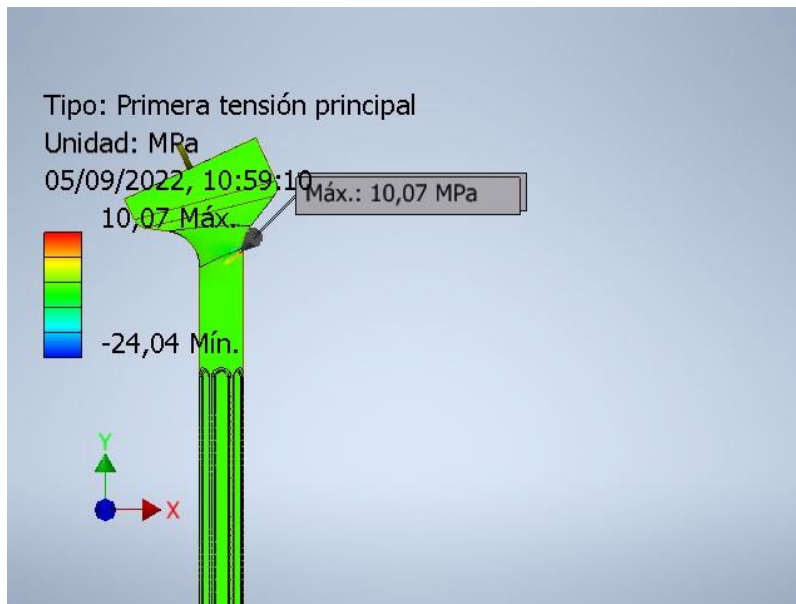 Tipo: Primera tensión principal
Unidad: MPa
05/09/2022, 10:59:10
10,07 Máx.
Máx.: 10,07 MPa
-24,04 Mín.
Y
X